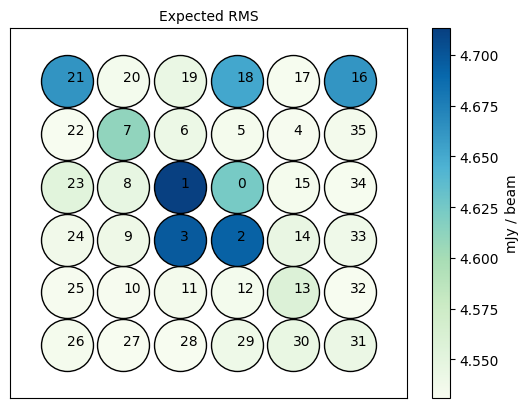 Expected RMS
21 20 19 18 17 16
22 7 6 5 4 35
23 8 1 0 15 34
24 9 3 2 14 33
25 10 11 12 13 32
26 27 28 29 30 31
4.700
4.675
4.650
4.625
4.600
4.575
4.550
mJy / beam